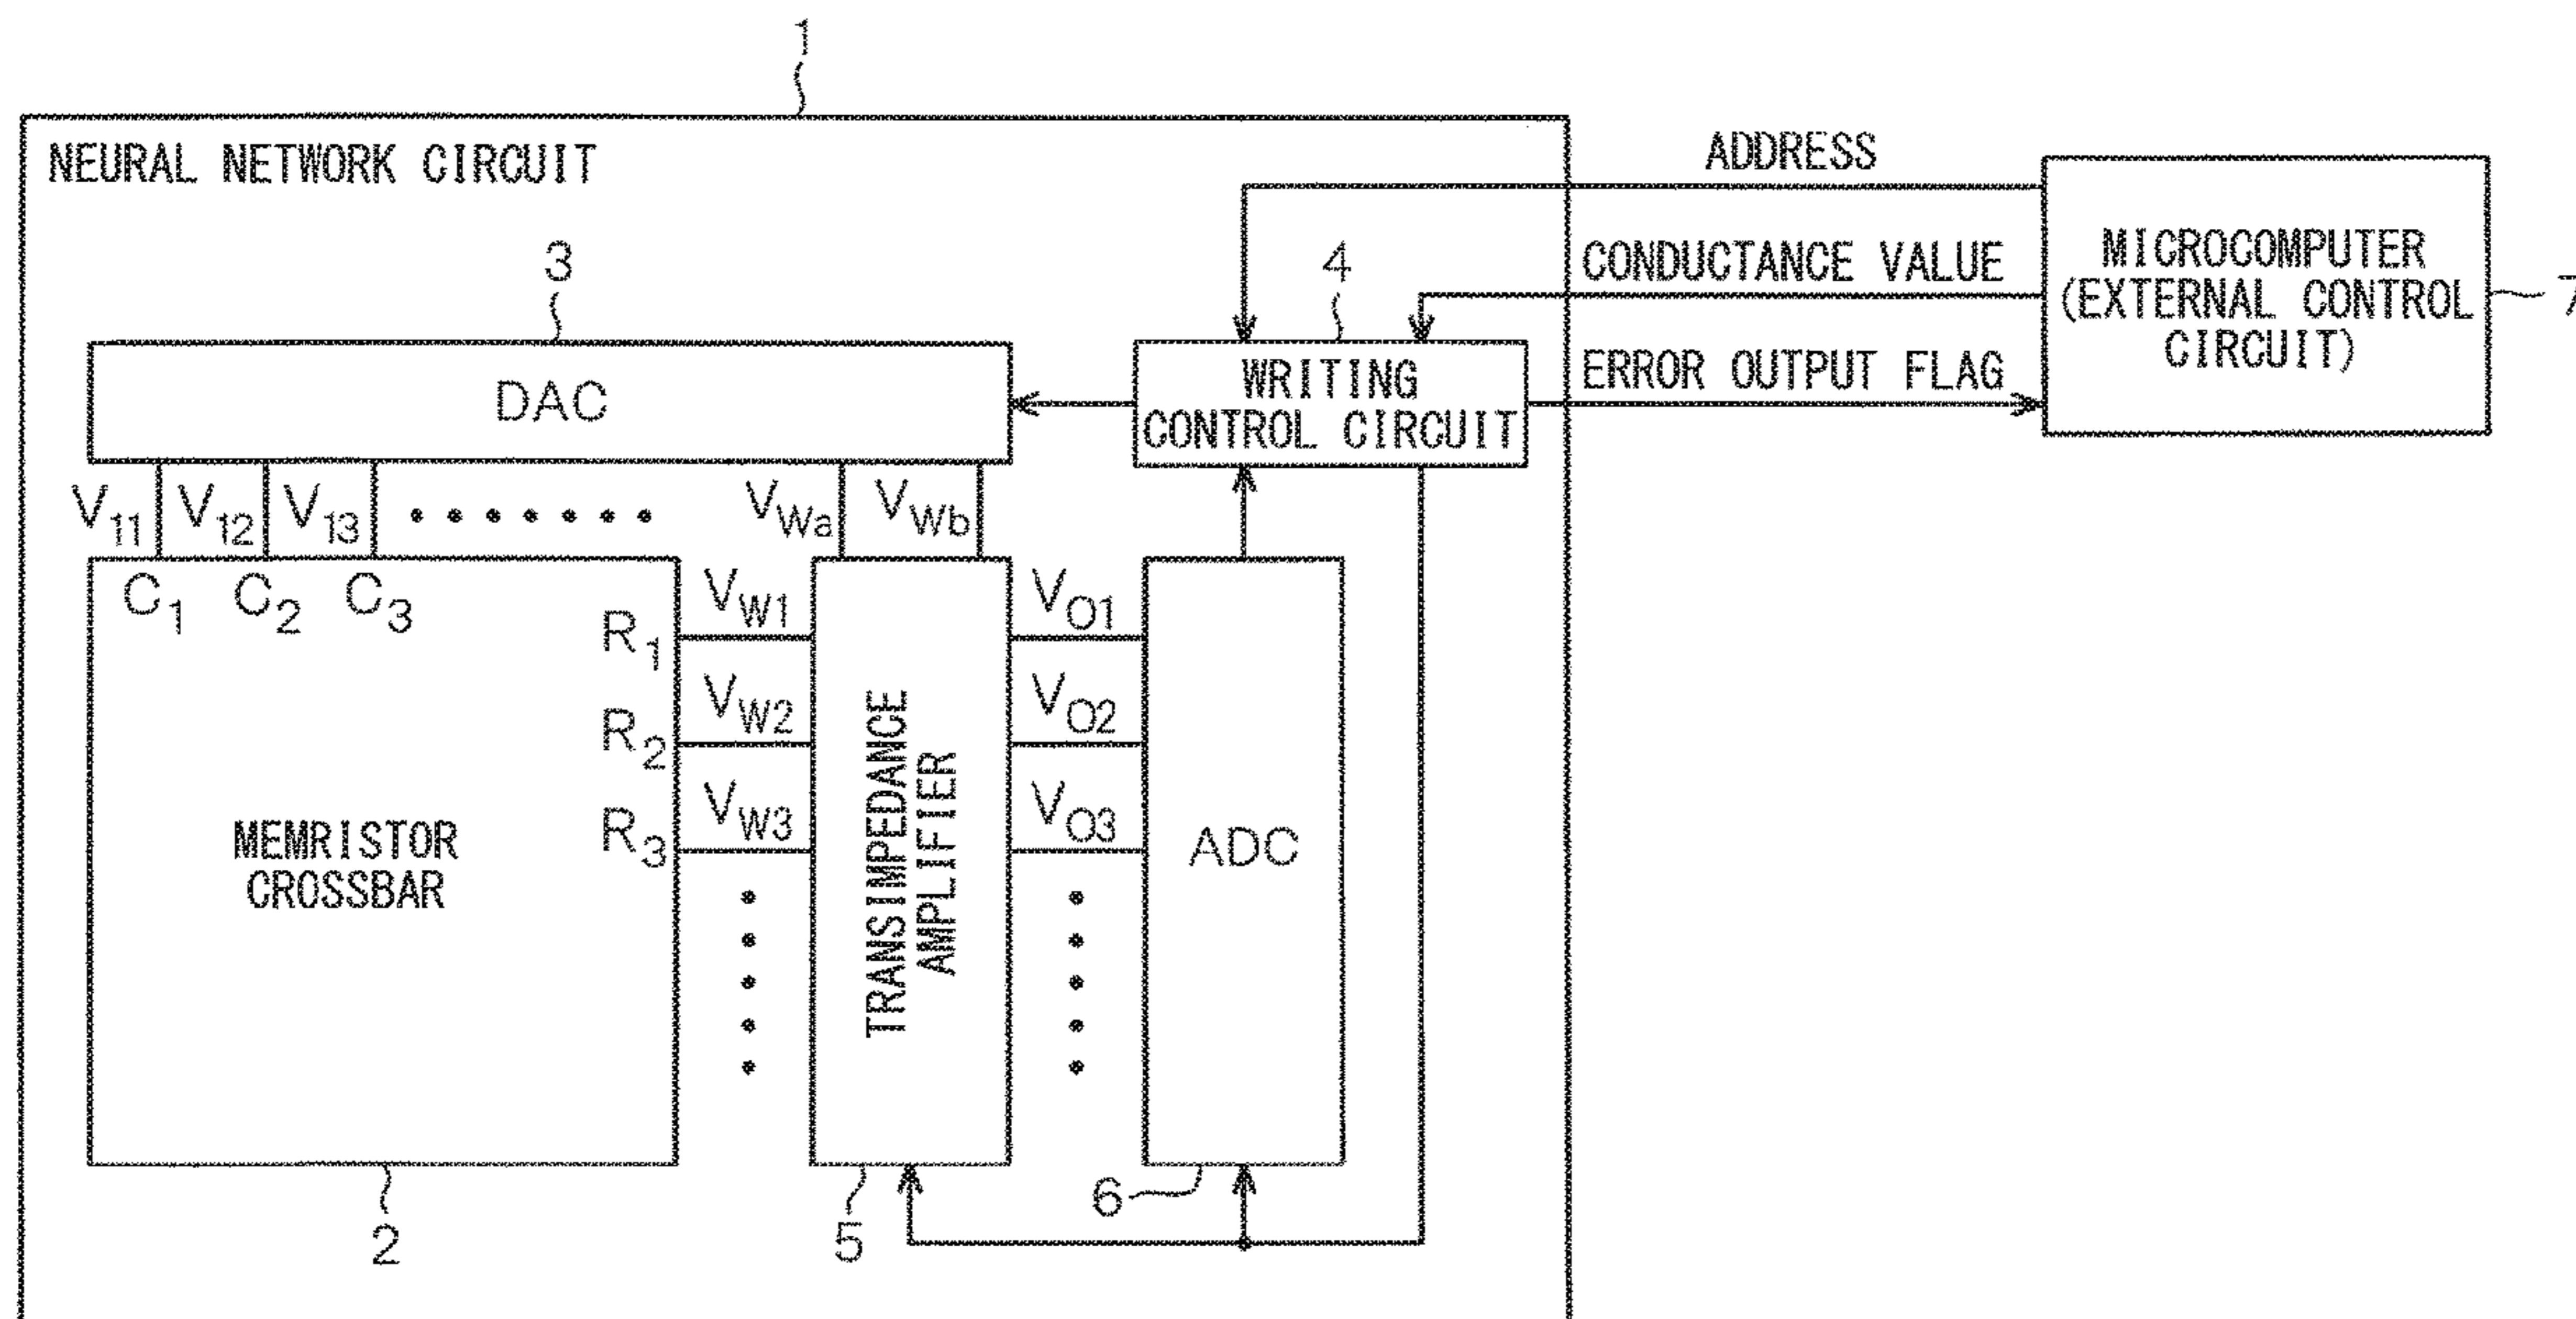 1
NEURAL NETWORK CIRCUIT
ADDRESS
3
4
CONDUCTANCE VALUE
MICROCOMPUTER
(EXTERNAL CONTROL
CIRCUIT)
7
DAC
WRITING
CONTROL CIRCUIT
ERROR OUTPUT FLAG
V11 V12 V13 ....... VWa VWb
C1 C2 C3
R1 VW1 VO1
R2 VW2 VO2
R3 VW3 VO3
MEMRISTOR
CROSSBAR
TRANSIMPEDANCE
AMPLIFIER
ADC
2
5
6